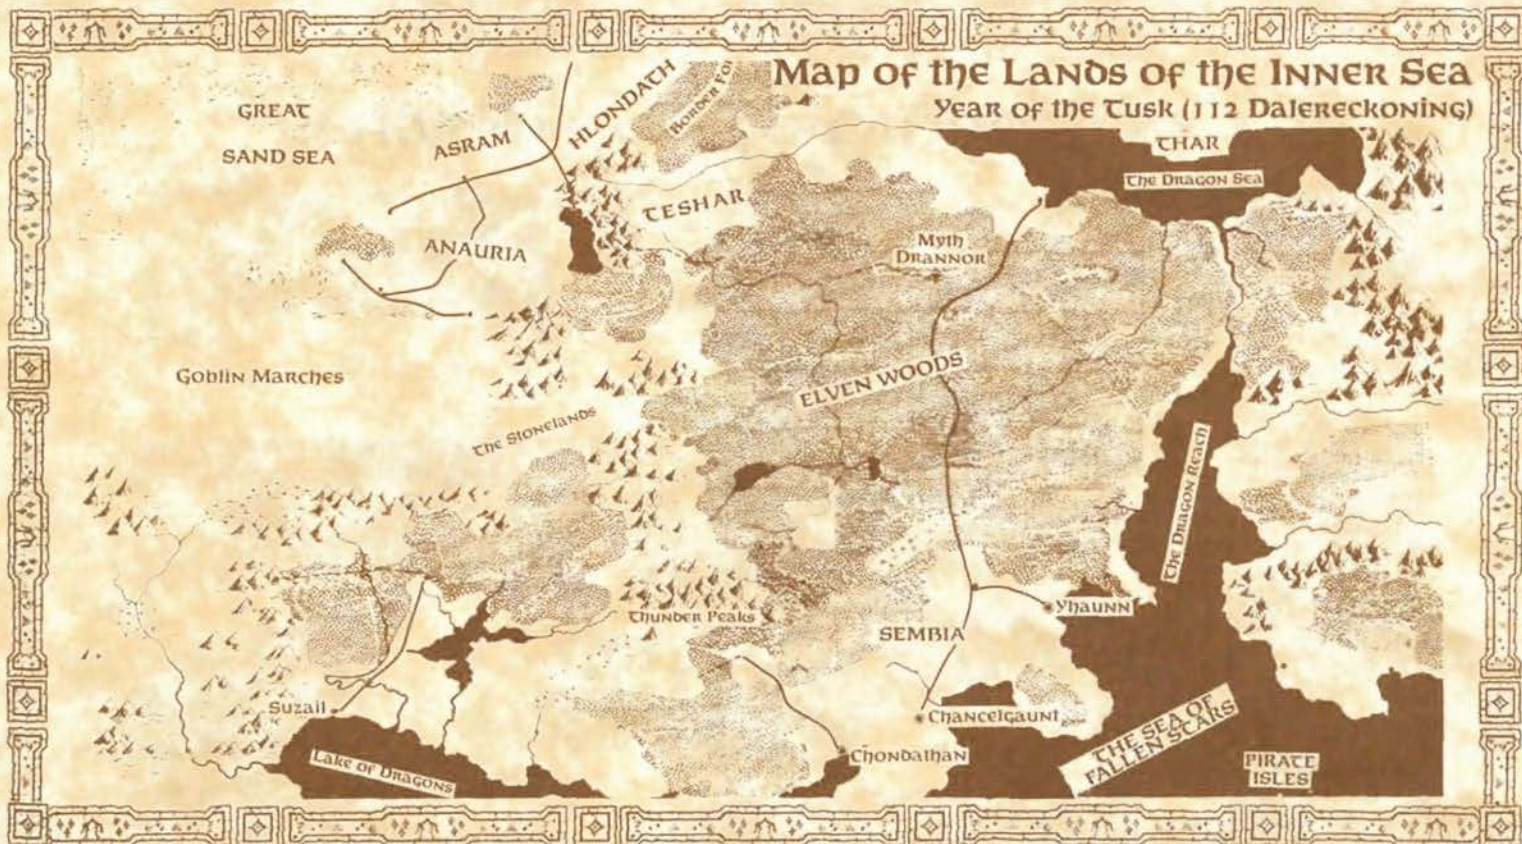 Map of the Lands of the Inner Sea
Year of the Tusk (112 Dalereckoning)
GREAT
SAND SEA
ASRAM
HLONDATH
Border For
THAR
The Dragon Sea
TESHAR
ANAURIA
Myth
Drannor
Goblin Marches
ELVEN WOODS
The Stonelands
The Dragon Reach
Thunder Peaks
Yhaunn
SEMBIA
Suzail
Chancelgaunt
Lake of Dragons
Chondathan
THE SEA OF
FALLEN STARS
PIRATE
ISLES